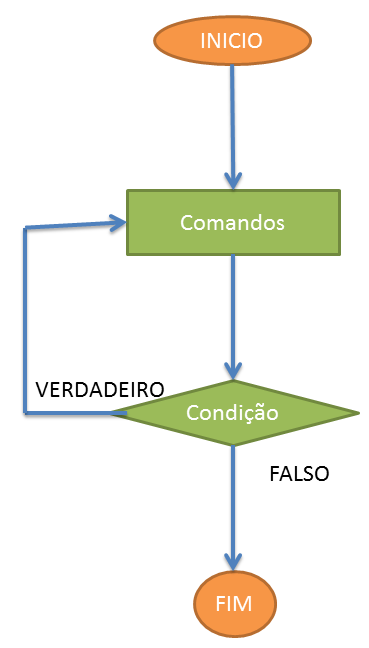 INICIO
Comandos
VERDADEIRO
Condição
FALSO
FIM